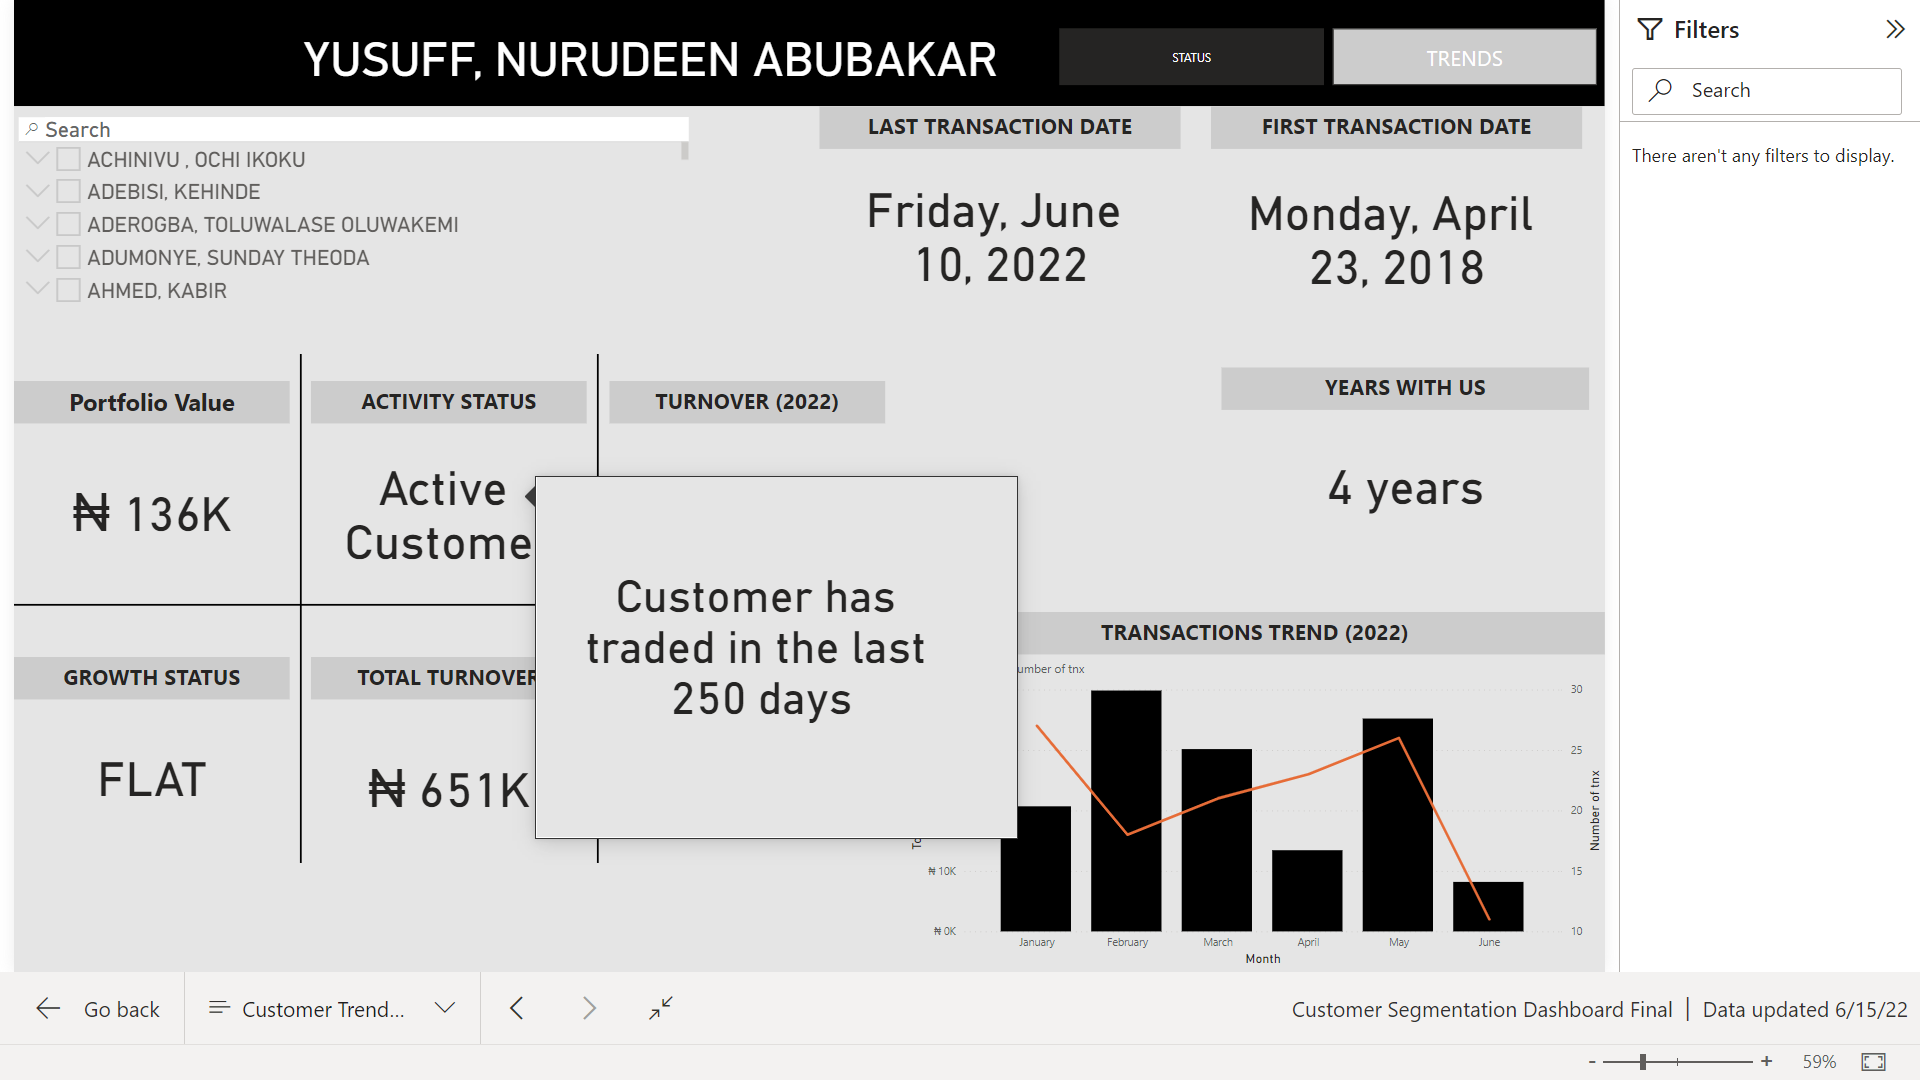 YUSUFF, NURUDEEN ABUBAKAR
STATUS
TRENDS
Search
ACHINIVU , OCHI IKOKU
ADEBISI, KEHINDE
ADEROGBA, TOLUWALASE OLUWAKEMI
ADUMONYE, SUNDAY THEODA
AHMED, KABIR
LAST TRANSACTION DATE
Friday, June
10, 2022
FIRST TRANSACTION DATE
Monday, April
23, 2018
Portfolio Value
₦ 136K
ACTIVITY STATUS
Active
Custome
TURNOVER (2022)
YEARS WITH US
4 years
Customer has
traded in the last
250 days
GROWTH STATUS
FLAT
TOTAL TURNOVER
₦ 651K
TRANSACTIONS TREND (2022)
umber of tnx
30
25
20
15
10
Number of tnx
To
₦ 10K
₦ 0K
January
February
March
April
May
June
Month
Filters
Search
There aren't any filters to display.
Go back
Customer Trend...
Customer Segmentation Dashboard Final | Data updated 6/15/22
- + 59%